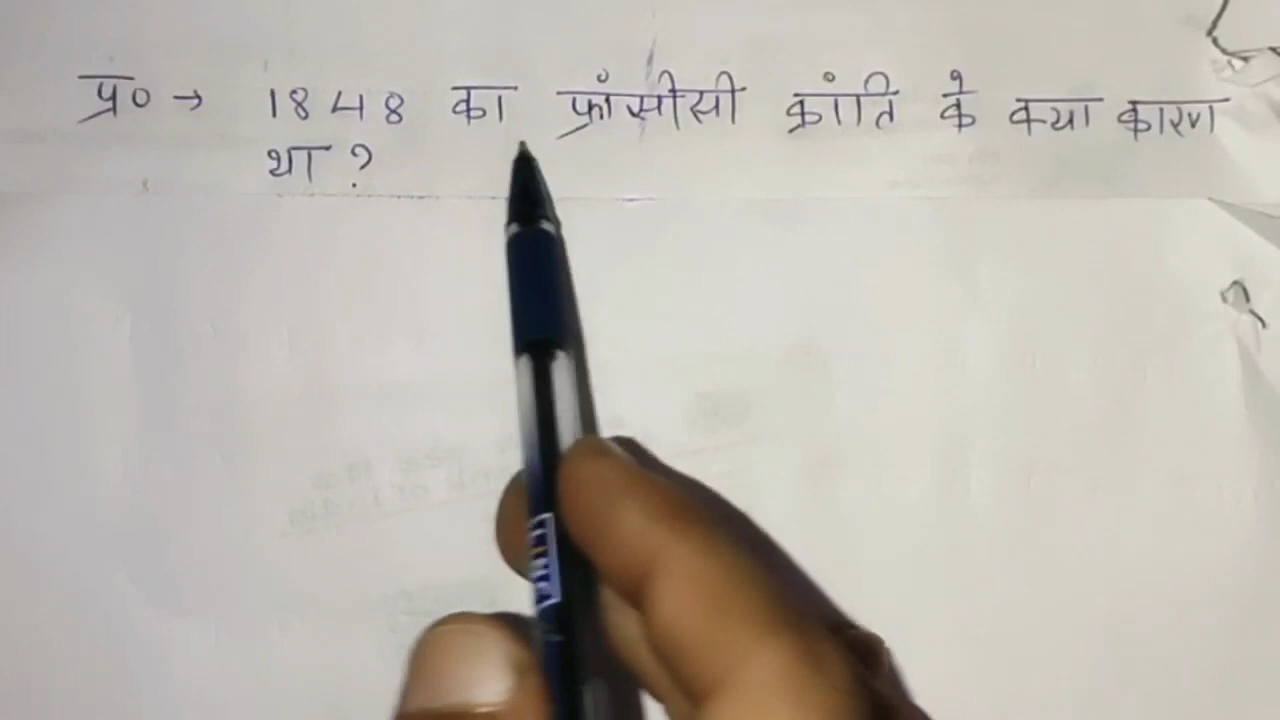 प्र० → 1848 का फ्रांसीसी क्रांति के क्या कारण
था ?